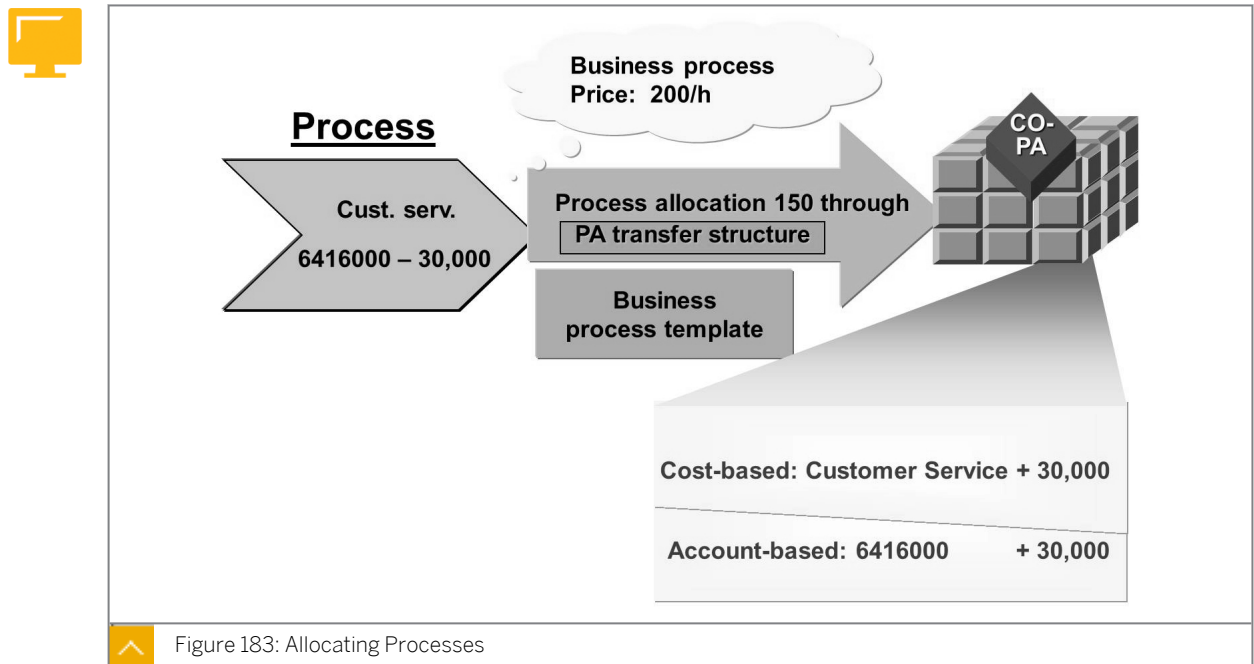 Business process
Price: 200/h
Process
CO-
PA
Cust. serv.
6416000 – 30,000
Process allocation 150 through
PA transfer structure
Business
process template
Cost-based: Customer Service + 30,000
Account-based: 6416000 + 30,000
Figure 183: Allocating Processes